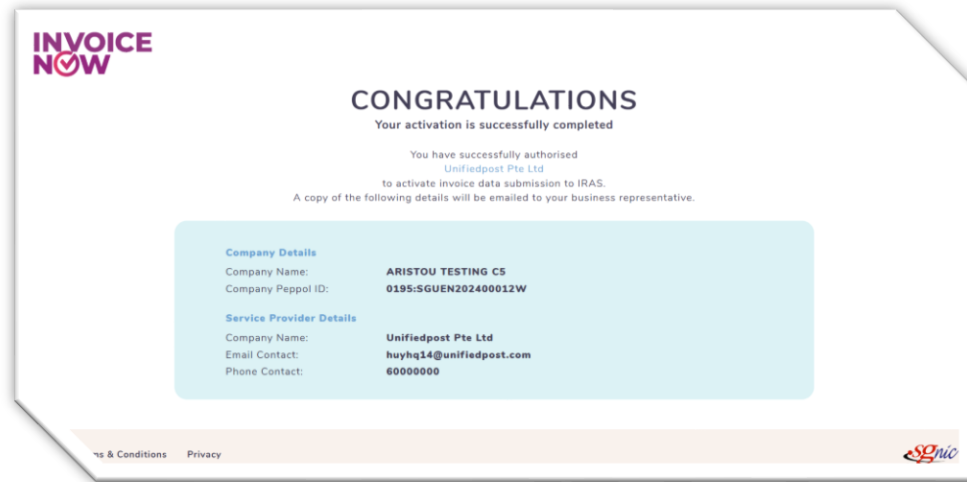 INVOICE
NOW
CONGRATULATIONS
Your activation is successfully completed
You have successfully authorised
Unifiedpost Pte Ltd
to activate invoice data submission to IRAS.
A copy of the following details will be emailed to your business representative.
Company Details
Company Name: ARISTOU TESTING C5
Company Peppol ID: 0195:SGUEN202400012W
Service Provider Details
Company Name: Unifiedpost Pte Ltd
Email Contact: huyhq14@unifiedpost.com
Phone Contact: 60000000
& Conditions Privacy
sgnic